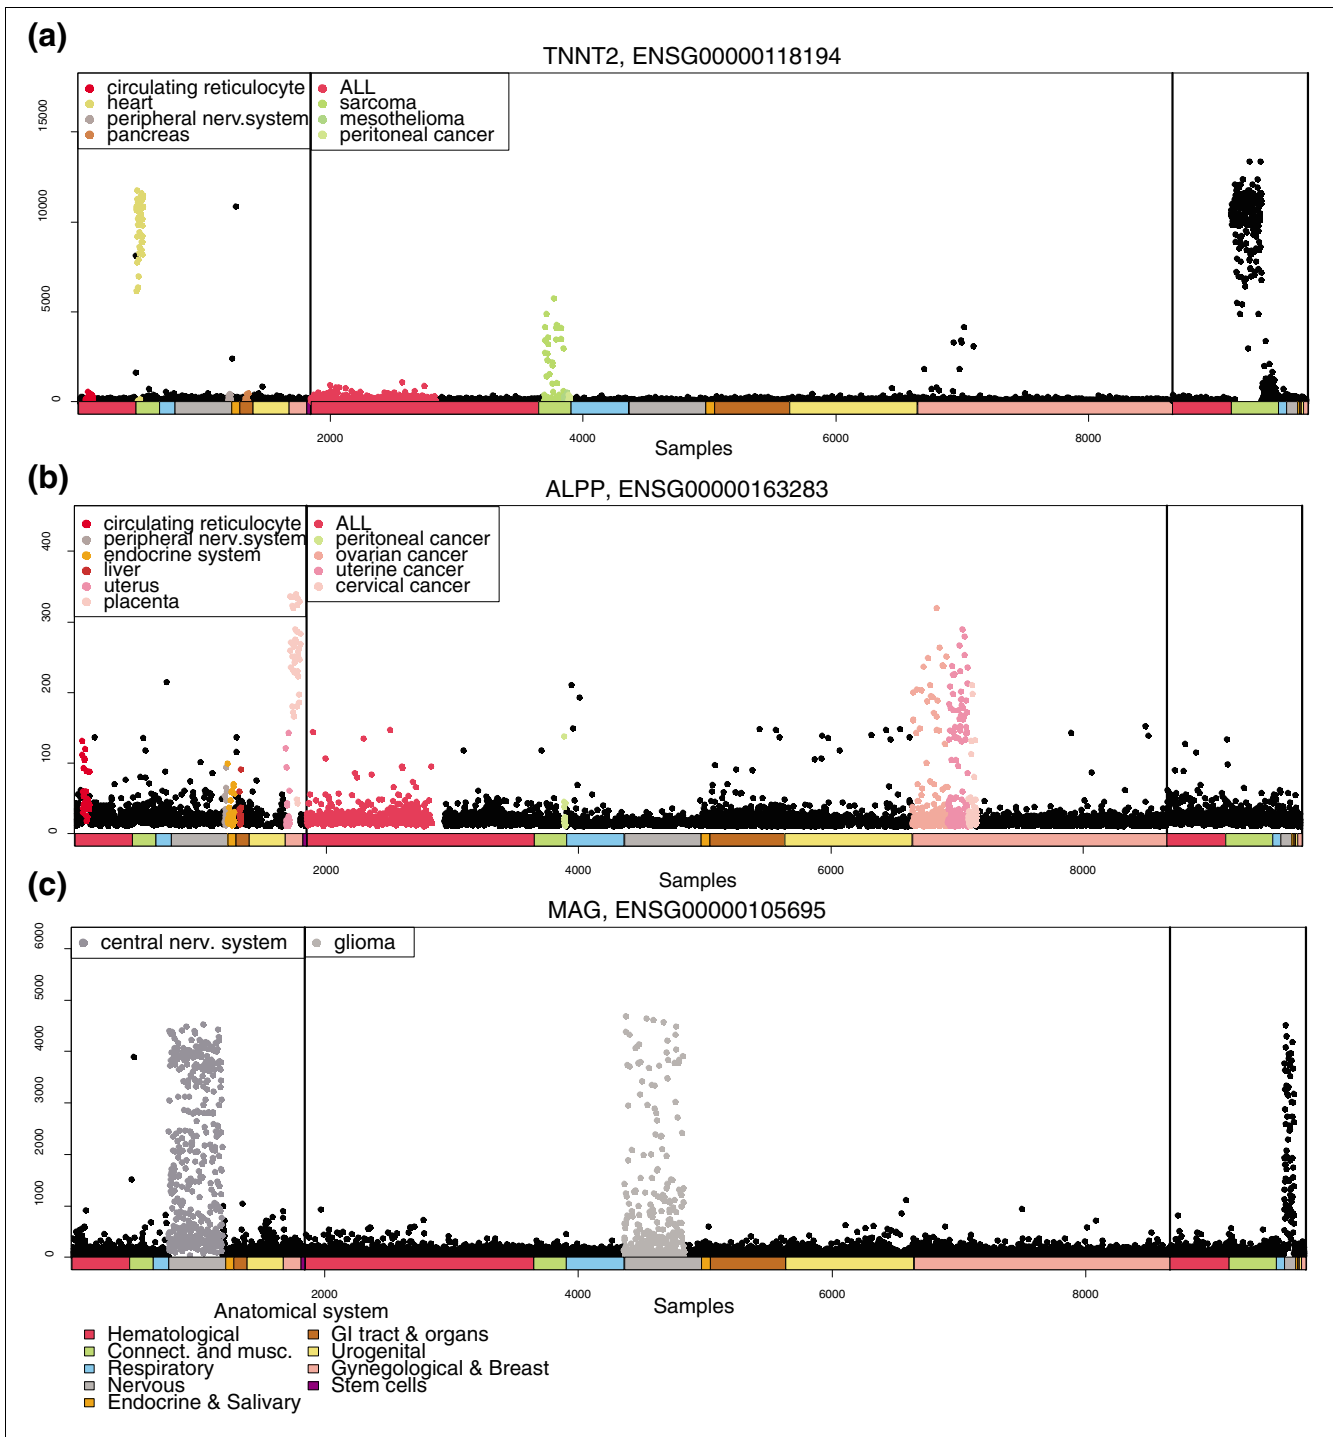 (a)
TNNT2, ENSG00000118194
circulating reticulocyte
heart
peripheral nerv.system
pancreas
ALL
sarcoma
mesothelioma
peritoneal cancer
15000
10000
5000
0
2000 4000 6000 8000
Samples
(b)
ALPP, ENSG00000163283
circulating reticulocyte
peripheral nerv.system
endocrine system
liver
uterus
placenta
ALL
peritoneal cancer
ovarian cancer
uterine cancer
cervical cancer
400
300
200
100
0
2000 4000 6000 8000
Samples
(c)
MAG, ENSG00000105695
central nerv. system
glioma
6000
5000
4000
3000
2000
1000
0
2000 4000 6000 8000
Samples
Anatomical system
Hematological
Connect. and musc.
Respiratory
Nervous
Endocrine & Salivary
GI tract & organs
Urogenital
Gynegological & Breast
Stem cells